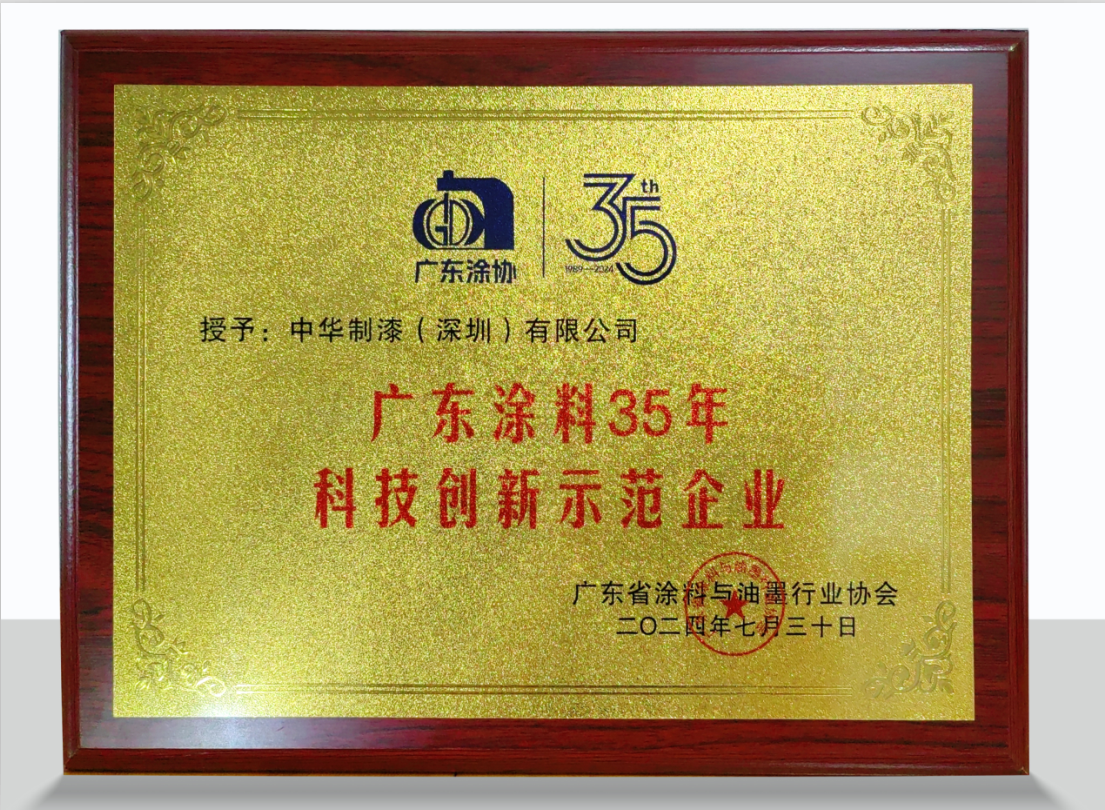 广东涂协
35th
1989—2024
授予：中华制漆（深圳）有限公司
广东涂料35年
科技创新示范企业
广东省涂料与油墨行业协会
二〇二四年七月三十日